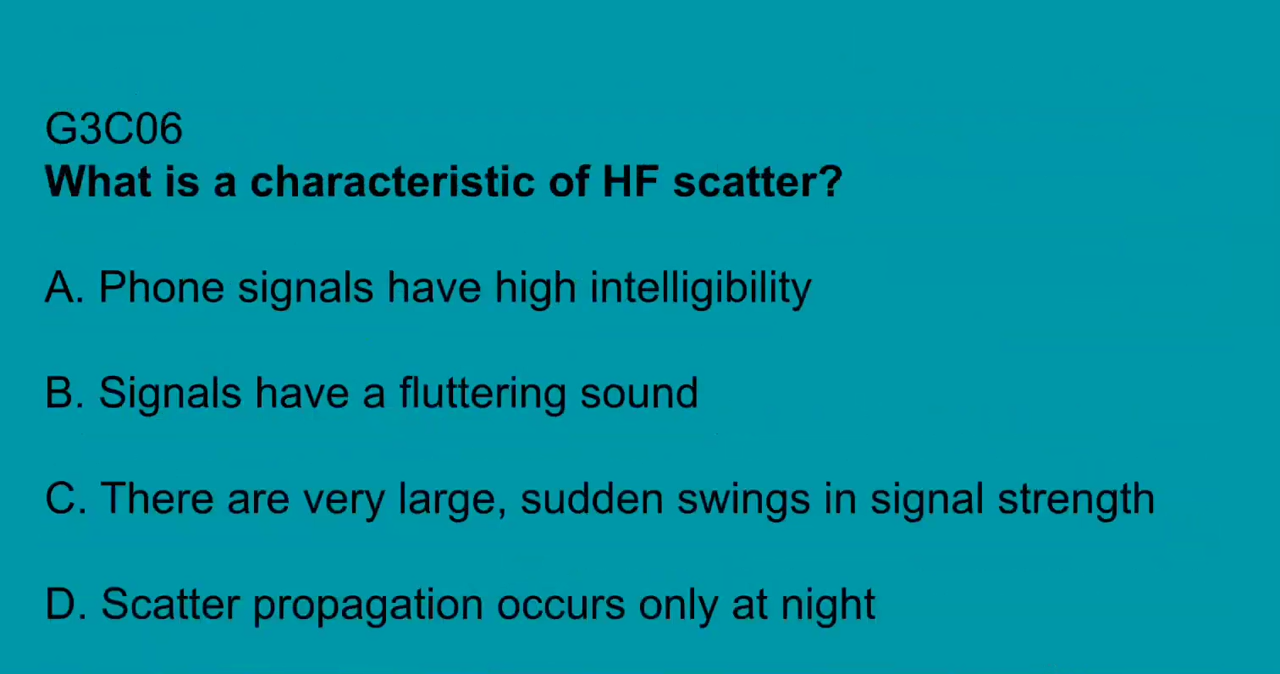 G3C06
What is a characteristic of HF scatter?
A. Phone signals have high intelligibility
B. Signals have a fluttering sound
C. There are very large, sudden swings in signal strength
D. Scatter propagation occurs only at night